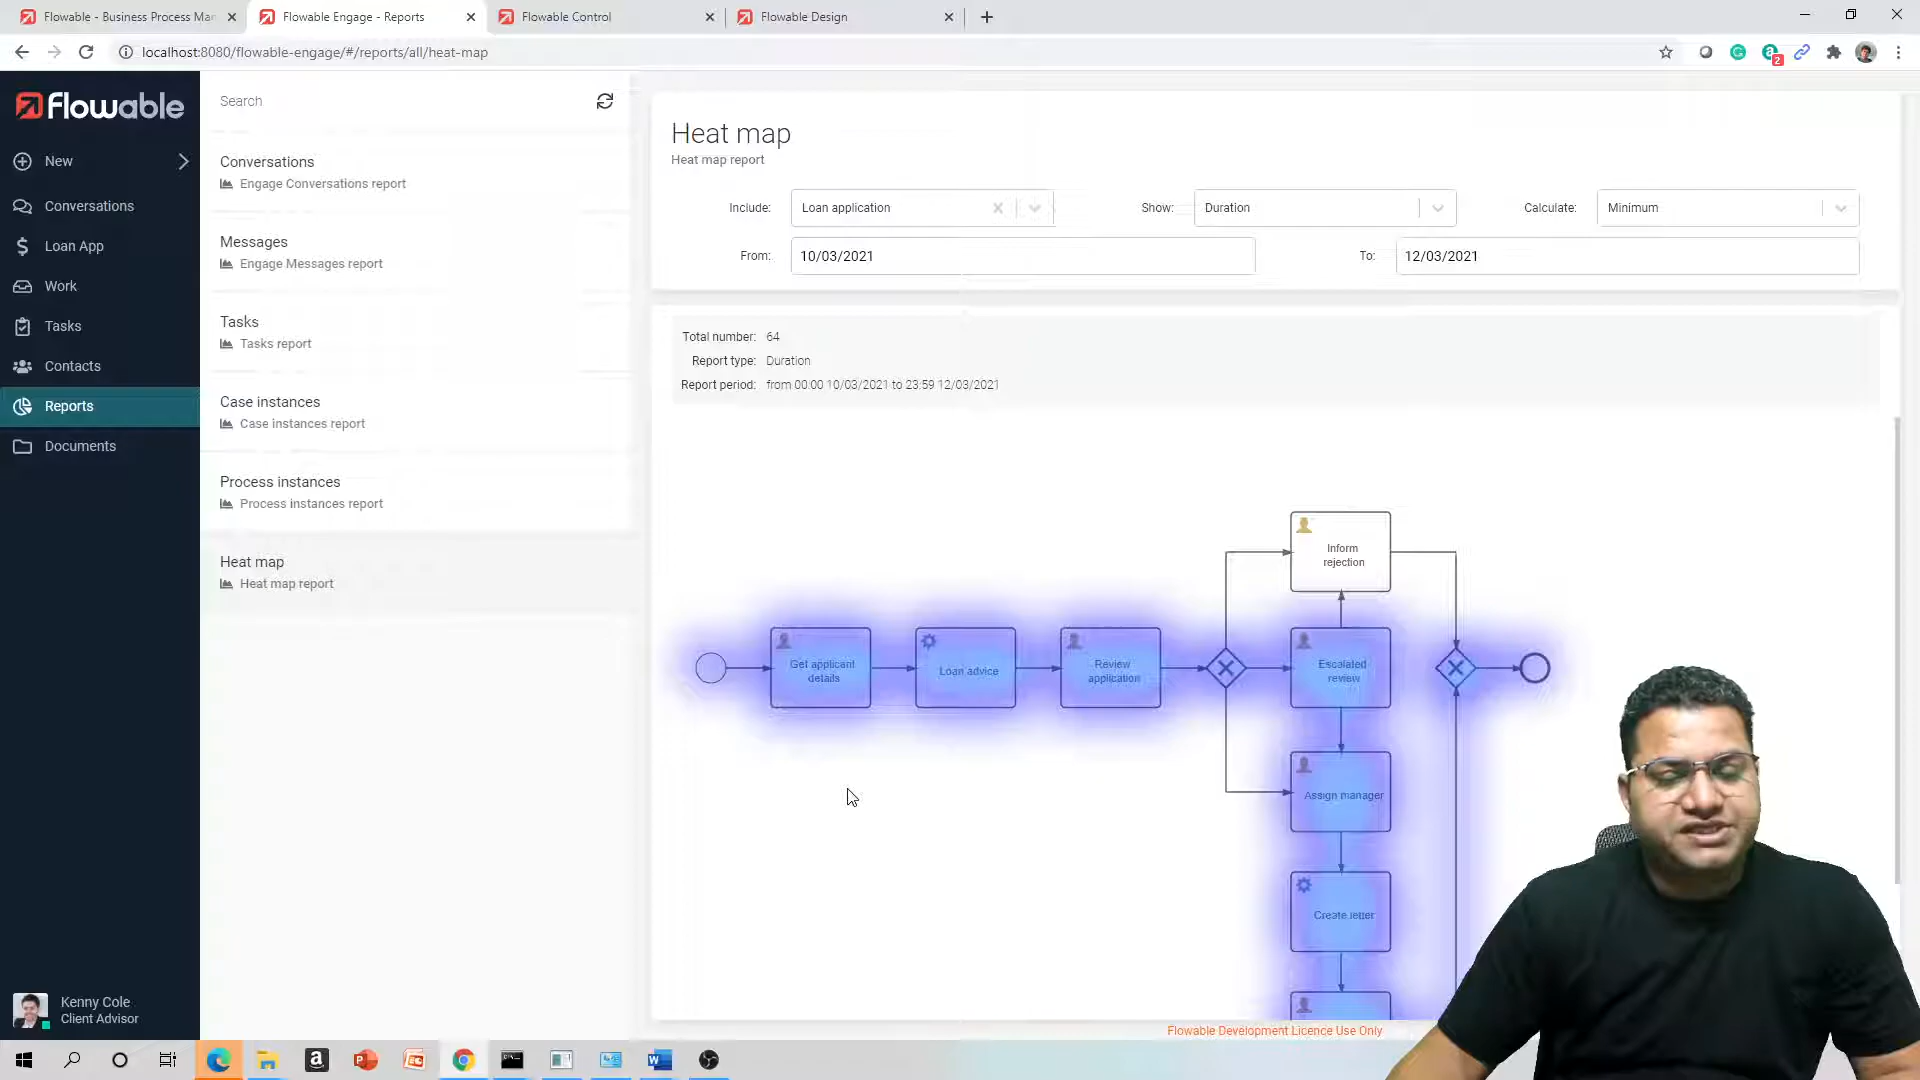 Flowable - Business Process Mar
Flowable Engage - Reports
Flowable Control
Flowable Design
localhost:8080/flowable-engage/#/reports/all/heat-map
2
Flowable
New
Conversations
Loan App
Work
Tasks
Contacts
Reports
Documents
Kenny Cole
Client Advisor
Search
Conversations
Engage Conversations report
Messages
Engage Messages report
Tasks
Tasks report
Case instances
Case instances report
Process instances
Process instances report
Heat map
Heat map report
Heat map
Heat map report
Include: Loan application
Show: Duration
Calculate: Minimum
From: 10/03/2021
To: 12/03/2021
Total number: 64
Report type: Duration
Report period: from 00:00 10/03/2021 to 23:59 12/03/2021
Inform
rejection
Get applicant
details
Loan advice
Review
application
Escalated
review
Assign manager
Create letter
Flowable Development Licence Use Only